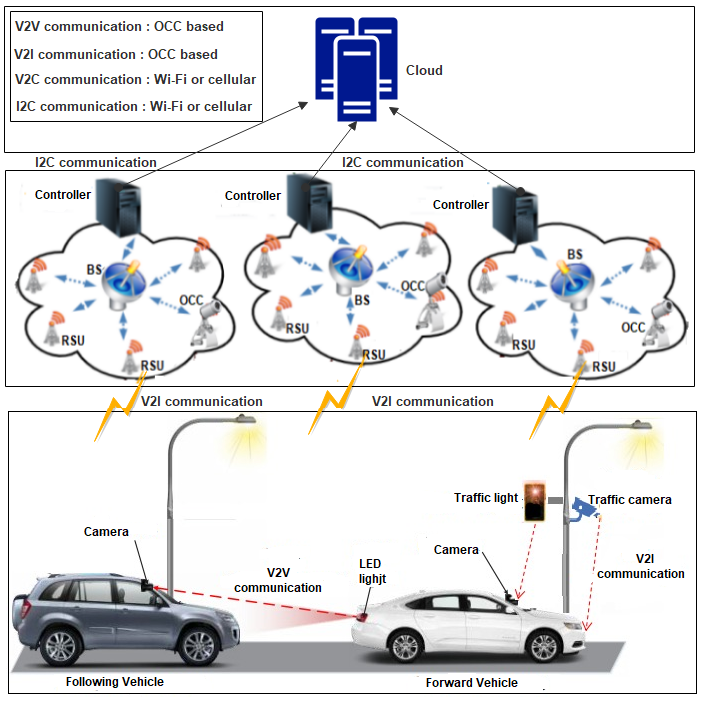 V2V communication : OCC based
V2I communication : OCC based
V2C communication : Wi-Fi or cellular
I2C communication : Wi-Fi or cellular
Cloud
I2C communication
I2C communication
Controller
Controller
Controller
BS
OCC
RSU
RSU
BS
OCC
RSU
RSU
BS
OCC
RSU
RSU
V2I communication
V2I communication
Traffic light
Traffic camera
Camera
V2V
communication
LED
lighjt
Camera
V2I
communication
Following Vehicle
Forward Vehicle